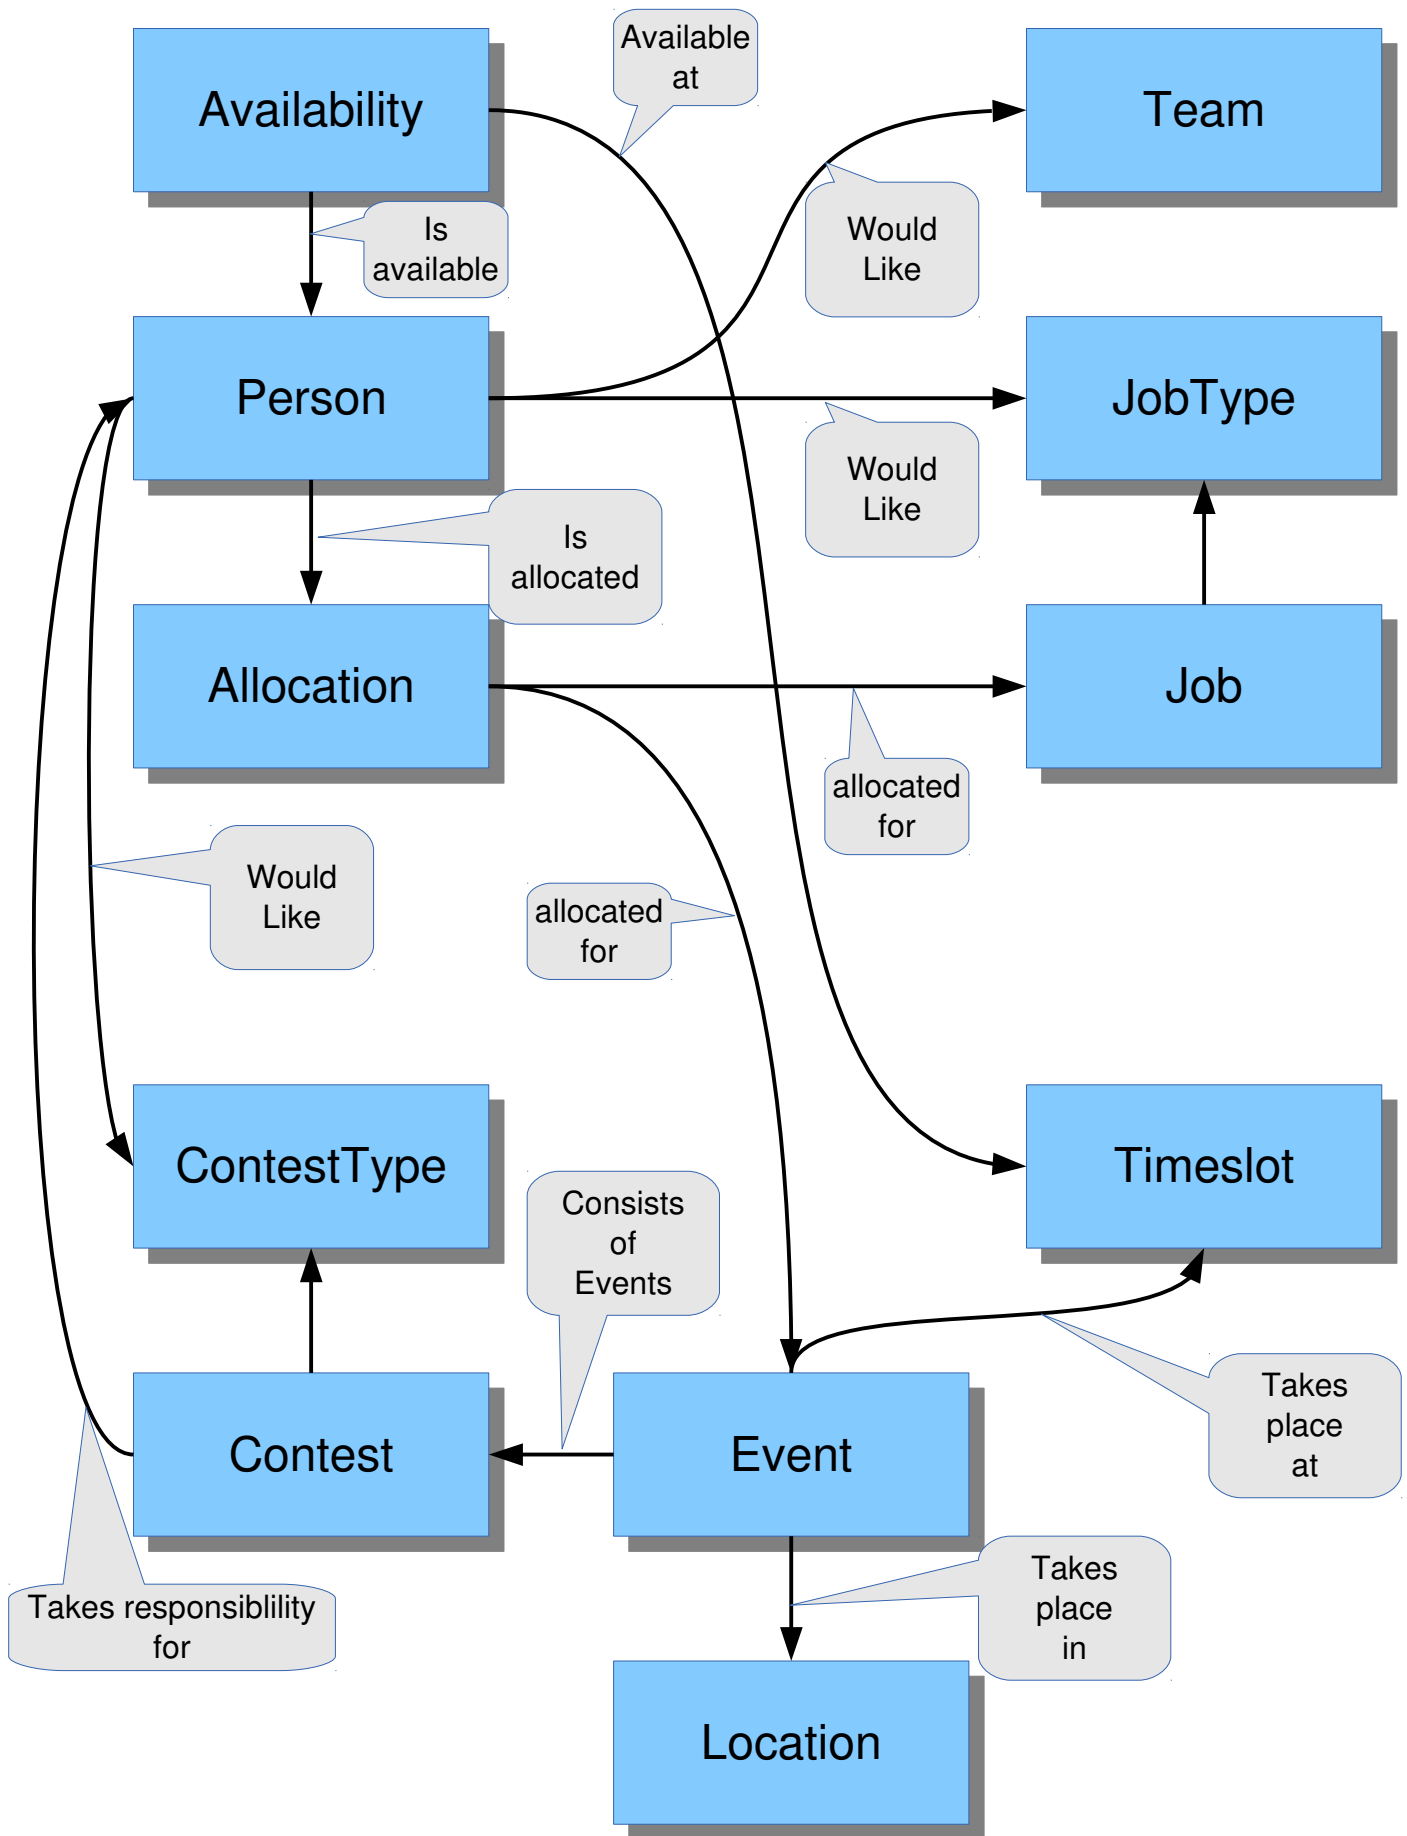 Available
at
Availability
Team
Is
available
Would
Like
Person
JobType
Would
Like
Is
allocated
Allocation
Job
allocated
for
Would
Like
allocated
for
ContestType
Timeslot
Consists
of
Events
Takes
place
at
Contest
Event
Takes responsiblility
for
Takes
place
in
Location